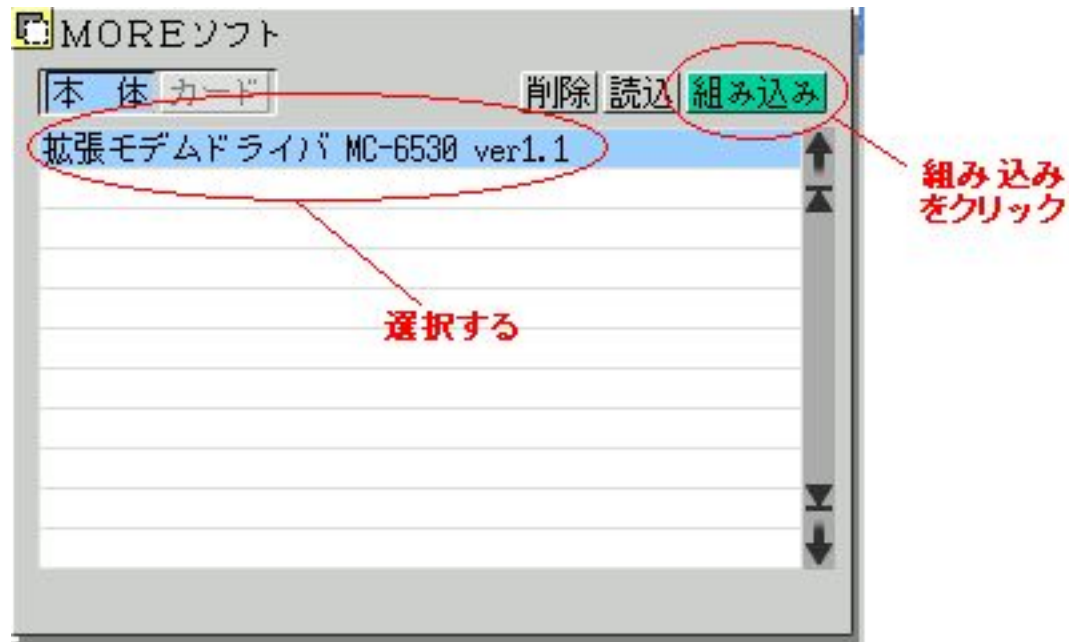 MOREソフト
本 体 カード 削除 読込 組み込み
拡張モデムドライバ MC-6530 ver1.1
組み込み
をクリック
選択する